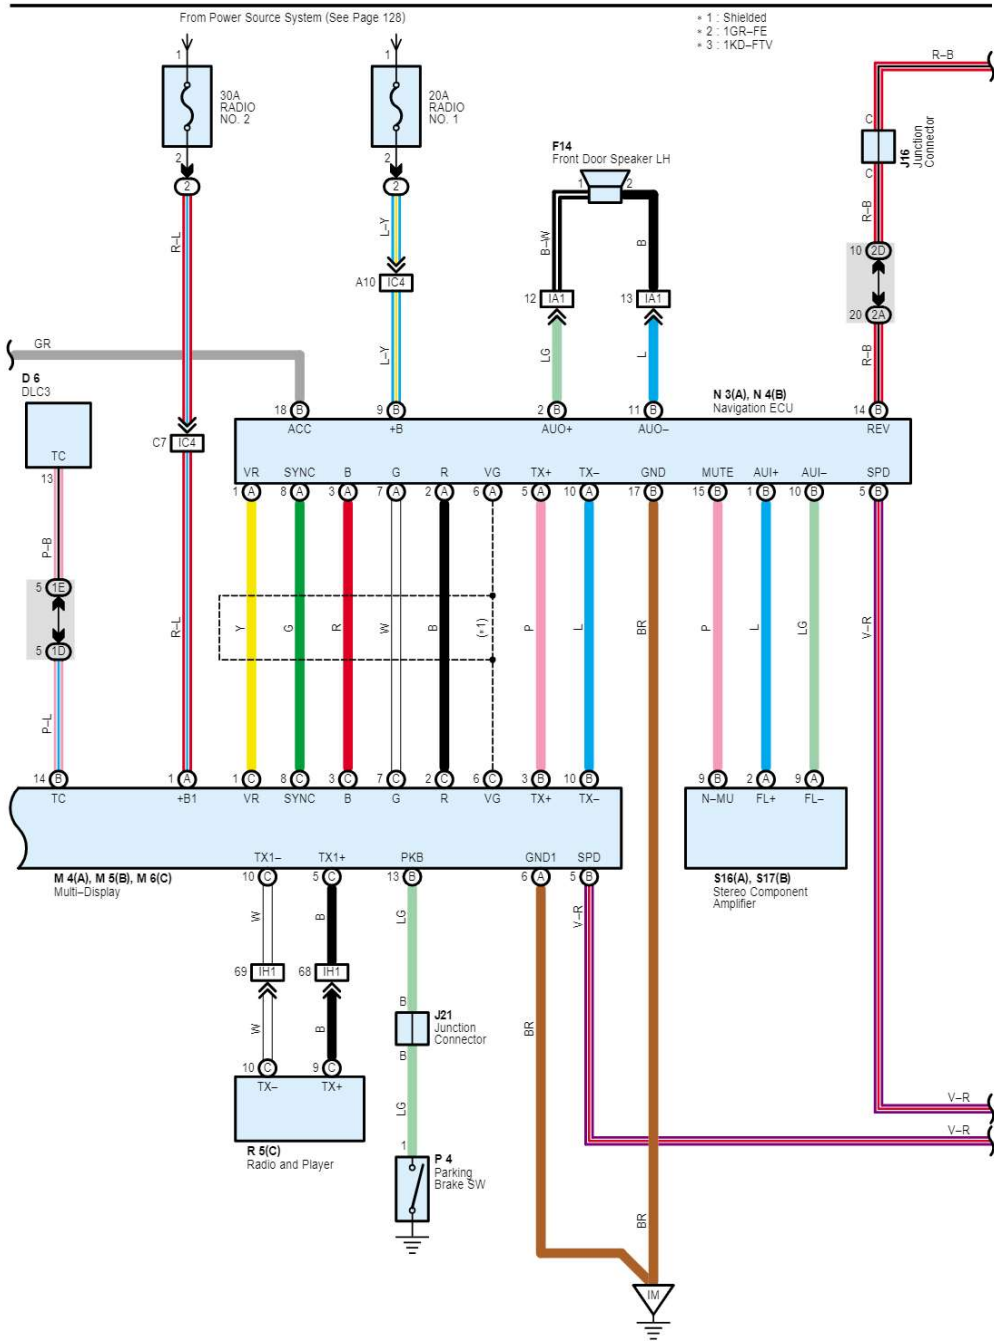 From Power Source System (See Page 128)
* 1 : Shielded
* 2 : 1GR–FE
* 3 : 1KD–FTV
R–B
1
1
30A
RADIO
NO. 2
20A
RADIO
NO. 1
2
2
2
2
F14
Front Door Speaker LH
1
2
C
J16
Junction
Connector
C
R–L
L–Y
B–W
B
R–B
10
2D
A10
IC4
12
IA1
13
IA1
20
2A
GR
L–Y
LG
L
R–B
D 6
DLC3
TC
13
N 3(A), N 4(B)
Navigation ECU
18
B
9
B
2
B
11
B
14
B
ACC
+B
AUO+
AUO–
REV
C7
IC4
VR
SYNC
B
G
R
VG
TX+
TX–
GND
MUTE
AUI+
AUI–
SPD
1
A
8
A
3
A
7
A
2
A
6
A
5
A
10
A
17
B
15
B
1
B
10
B
5
B
P–B
5
1E
5
1D
R–L
Y
G
R
W
B
(*1)
P
L
BR
P
L
LG
V–R
P–L
14
B
1
A
1
C
8
C
3
C
7
C
2
C
6
C
3
B
10
B
9
B
2
A
9
A
TC
+B1
VR
SYNC
B
G
R
VG
TX+
TX–
N–MU
FL+
FL–
TX1–
TX1+
PKB
GND1
SPD
10
C
5
C
13
B
6
A
5
B
M 4(A), M 5(B), M 6(C)
Multi–Display
S16(A), S17(B)
Stereo Component
Amplifier
W
B
LG
V–R
69
IH1
68
IH1
B
J21
Junction
Connector
B
W
B
BR
10
C
9
C
TX–
TX+
LG
V–R
V–R
R 5(C)
Radio and Player
1
P 4
Parking
Brake SW
BR
IM